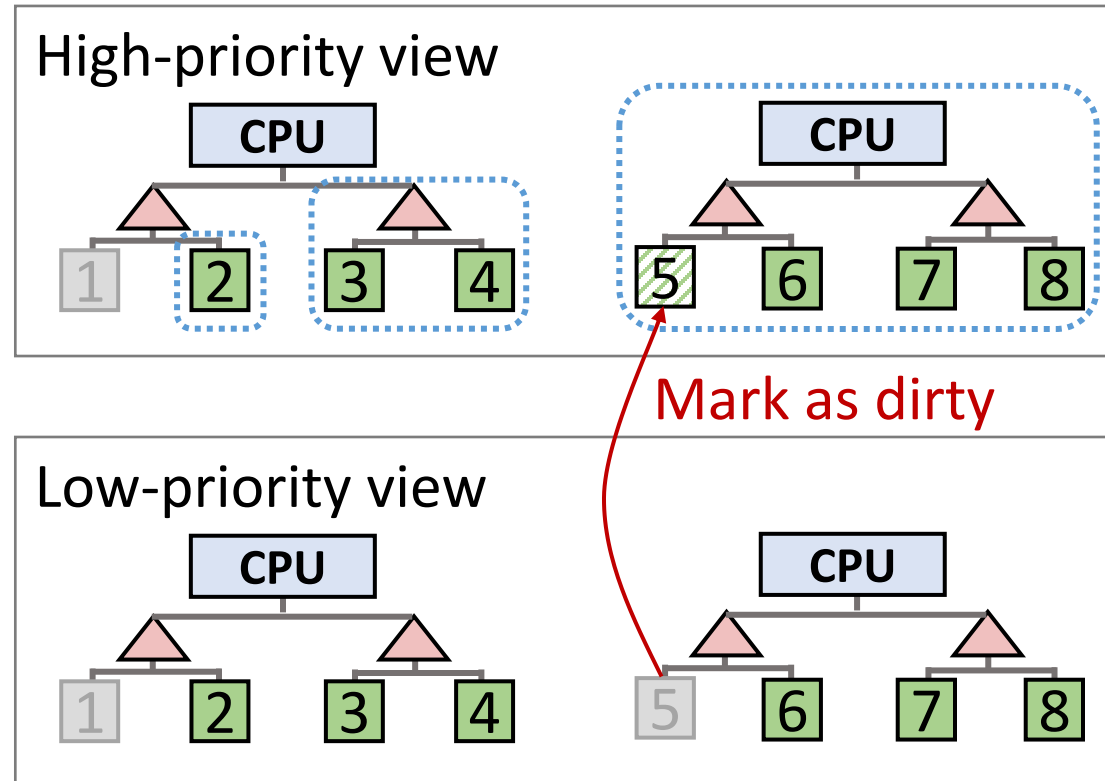 High-priority view
CPU CPU
1 2 3 4 5 6 7 8
Mark as dirty
Low-priority view
CPU CPU
1 2 3 4 5 6 7 8